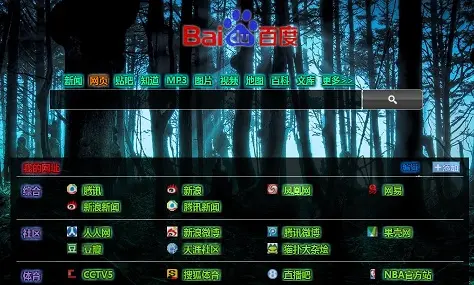 Bai du 百度
新闻 网页 贴吧 知道 MP3 图片 视频 地图 百科 文库 更多>>
我的网址
综合 腾讯 新浪 凤凰网 网易
新浪新闻 腾讯新闻
社区 人人网 新浪微博 腾讯微博 果壳网
豆瓣 天涯社区 猫扑大杂烩
体育 CCTV5 搜狐体育 直播吧 NBA官方站